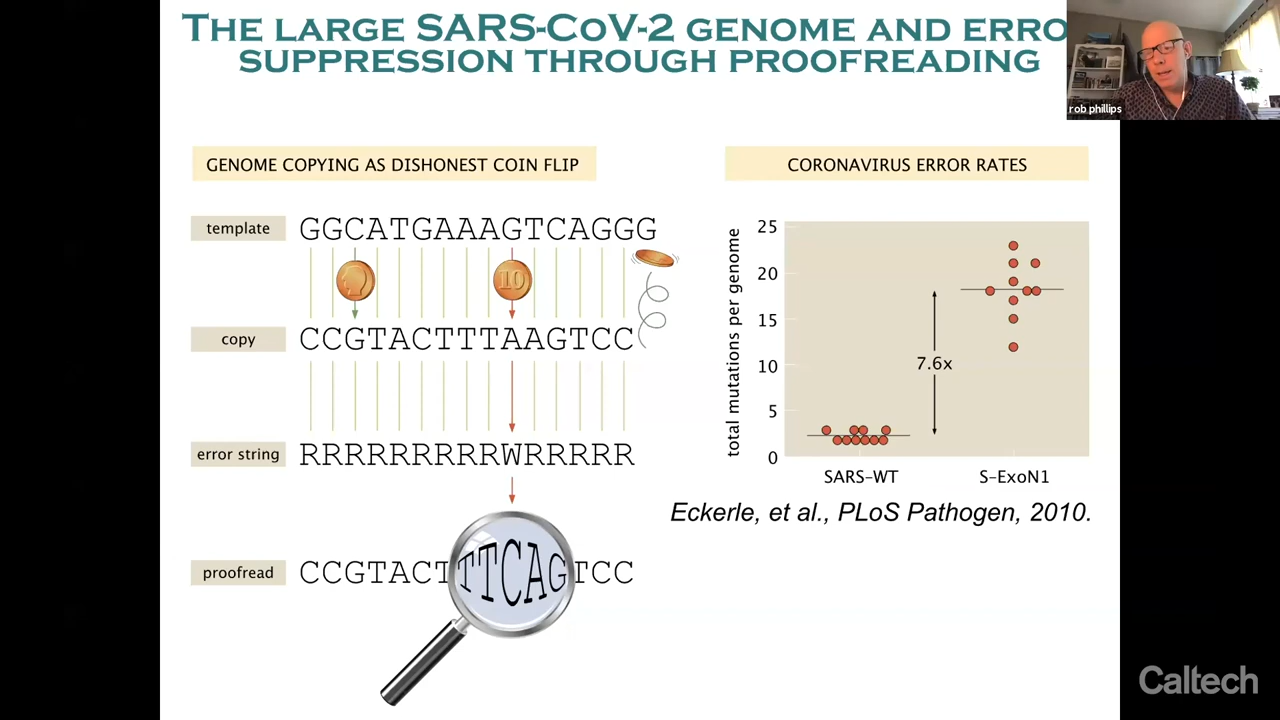 THE LARGE SARS-COV-2 GENOME AND ERRO
SUPPRESSION THROUGH PROOFREADING
rob phillips
GENOME COPYING AS DISHONEST COIN FLIP
template GGCATGAAAGTCAGGG
10
copy CCGTACTTTAAGTCC
error string RRRRRRRRRWRRRRR
proofread CCGTACTTTCAGTCC
CORONAVIRUS ERROR RATES
total mutations per genome
25
20
15
10
5
0
7.6x
SARS-WT S-ExoN1
Eckerle, et al., PLoS Pathogen, 2010.
Caltech